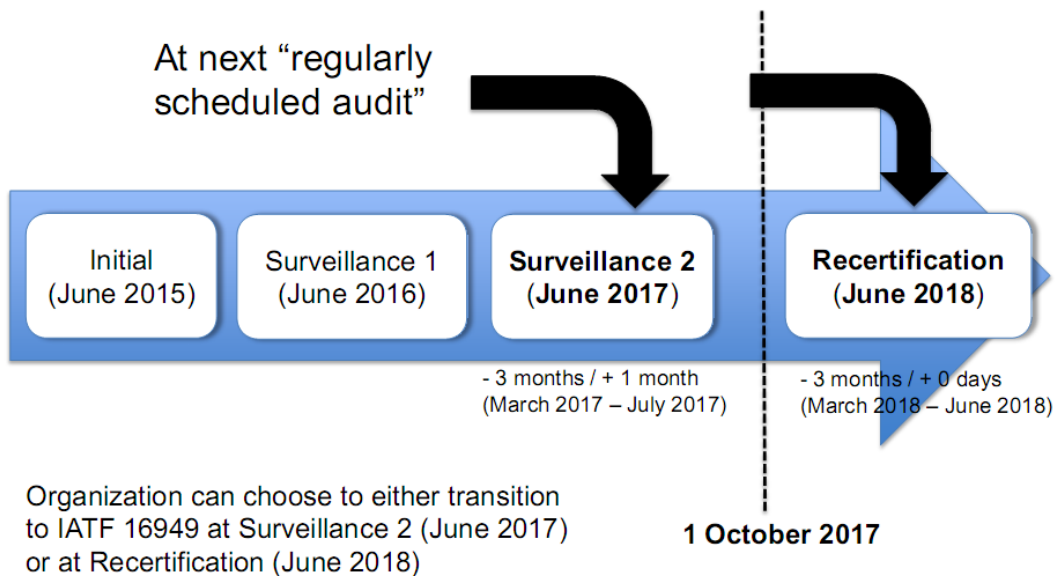 At next “regularly
scheduled audit”
Initial
(June 2015)
Surveillance 1
(June 2016)
Surveillance 2
(June 2017)
Recertification
(June 2018)
- 3 months / + 1 month
(March 2017 – July 2017)
- 3 months / + 0 days
(March 2018 – June 2018)
Organization can choose to either transition
to IATF 16949 at Surveillance 2 (June 2017)
or at Recertification (June 2018)
1 October 2017